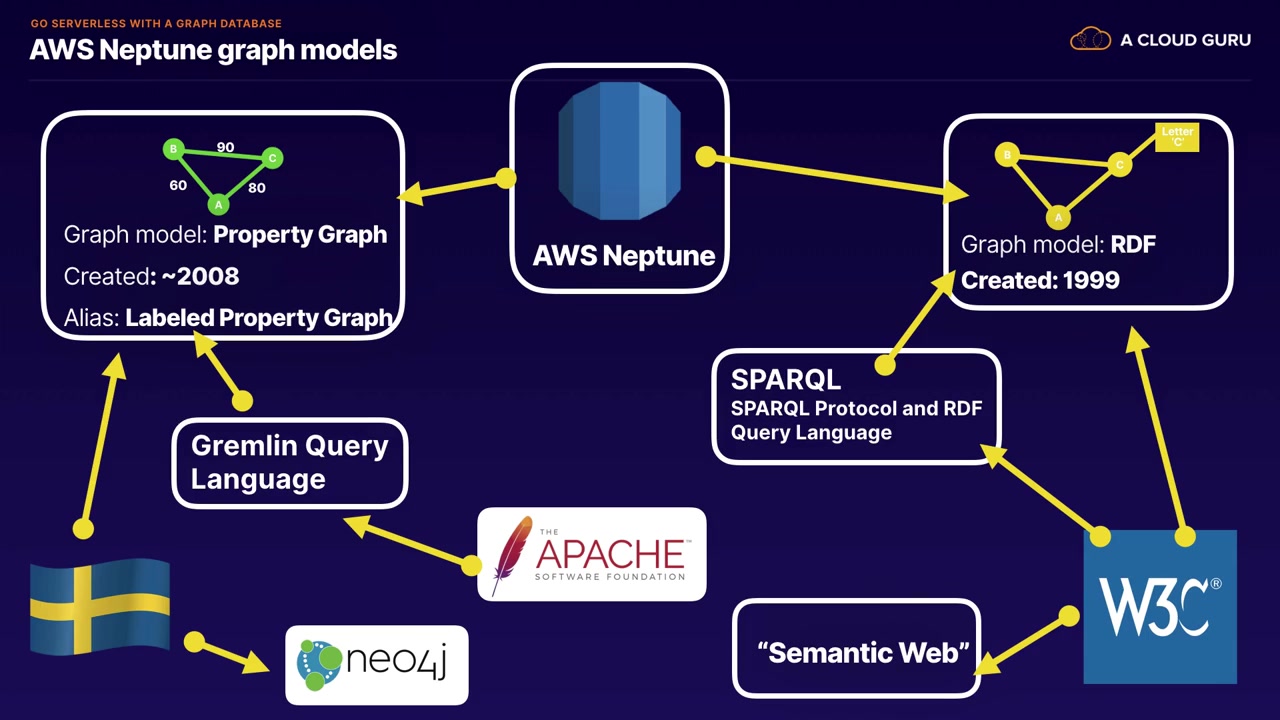 GO SERVERLESS WITH A GRAPH DATABASE
AWS Neptune graph models
A CLOUD GURU
B
90
C
60
80
A
Graph model: Property Graph
Created: ~2008
Alias: Labeled Property Graph
AWS Neptune
Letter
‘C’
B
C
A
Graph model: RDF
Created: 1999
SPARQL
SPARQL Protocol and RDF
Query Language
Gremlin Query
Language
THE
APACHE™
SOFTWARE FOUNDATION
W3C®
neo4j
“Semantic Web”